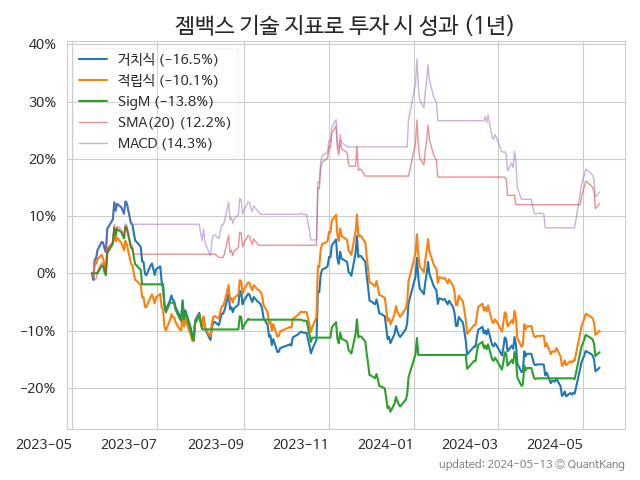 젬백스 기술 지표로 투자 시 성과 (1년)
40%
30%
20%
10%
0%
−10%
−20%
거치식 (−16.5%)
적립식 (−10.1%)
SigM (−13.8%)
SMA(20) (12.2%)
MACD (14.3%)
2023-05 2023-07 2023-09 2023-11 2024-01 2024-03 2024-05
updated: 2024-05-13 ⓒ QuantKang